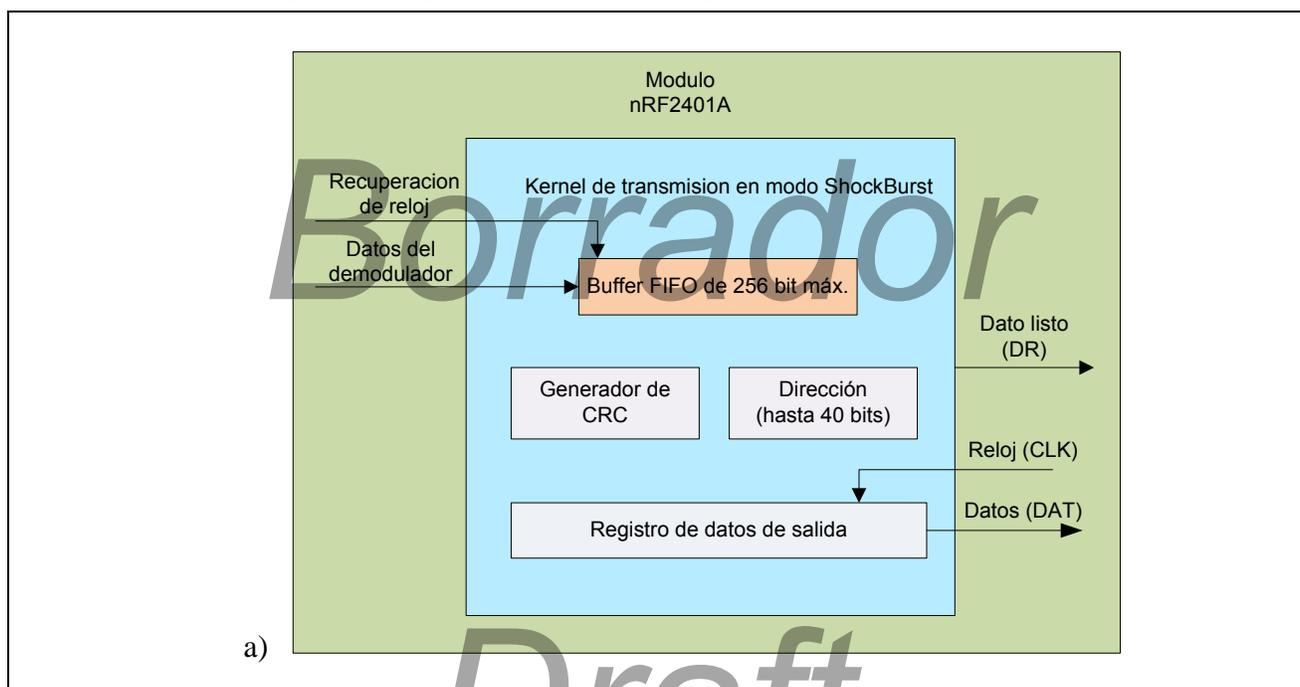 Modulo
nRF2401A
Kernel de transmision en modo ShockBurst
Recuperacion
de reloj
Datos del
demodulador
Buffer FIFO de 256 bit máx.
Dato listo
(DR)
Generador de
CRC
Dirección
(hasta 40 bits)
Reloj (CLK)
Registro de datos de salida
Datos (DAT)
a)
Borrador
Draft